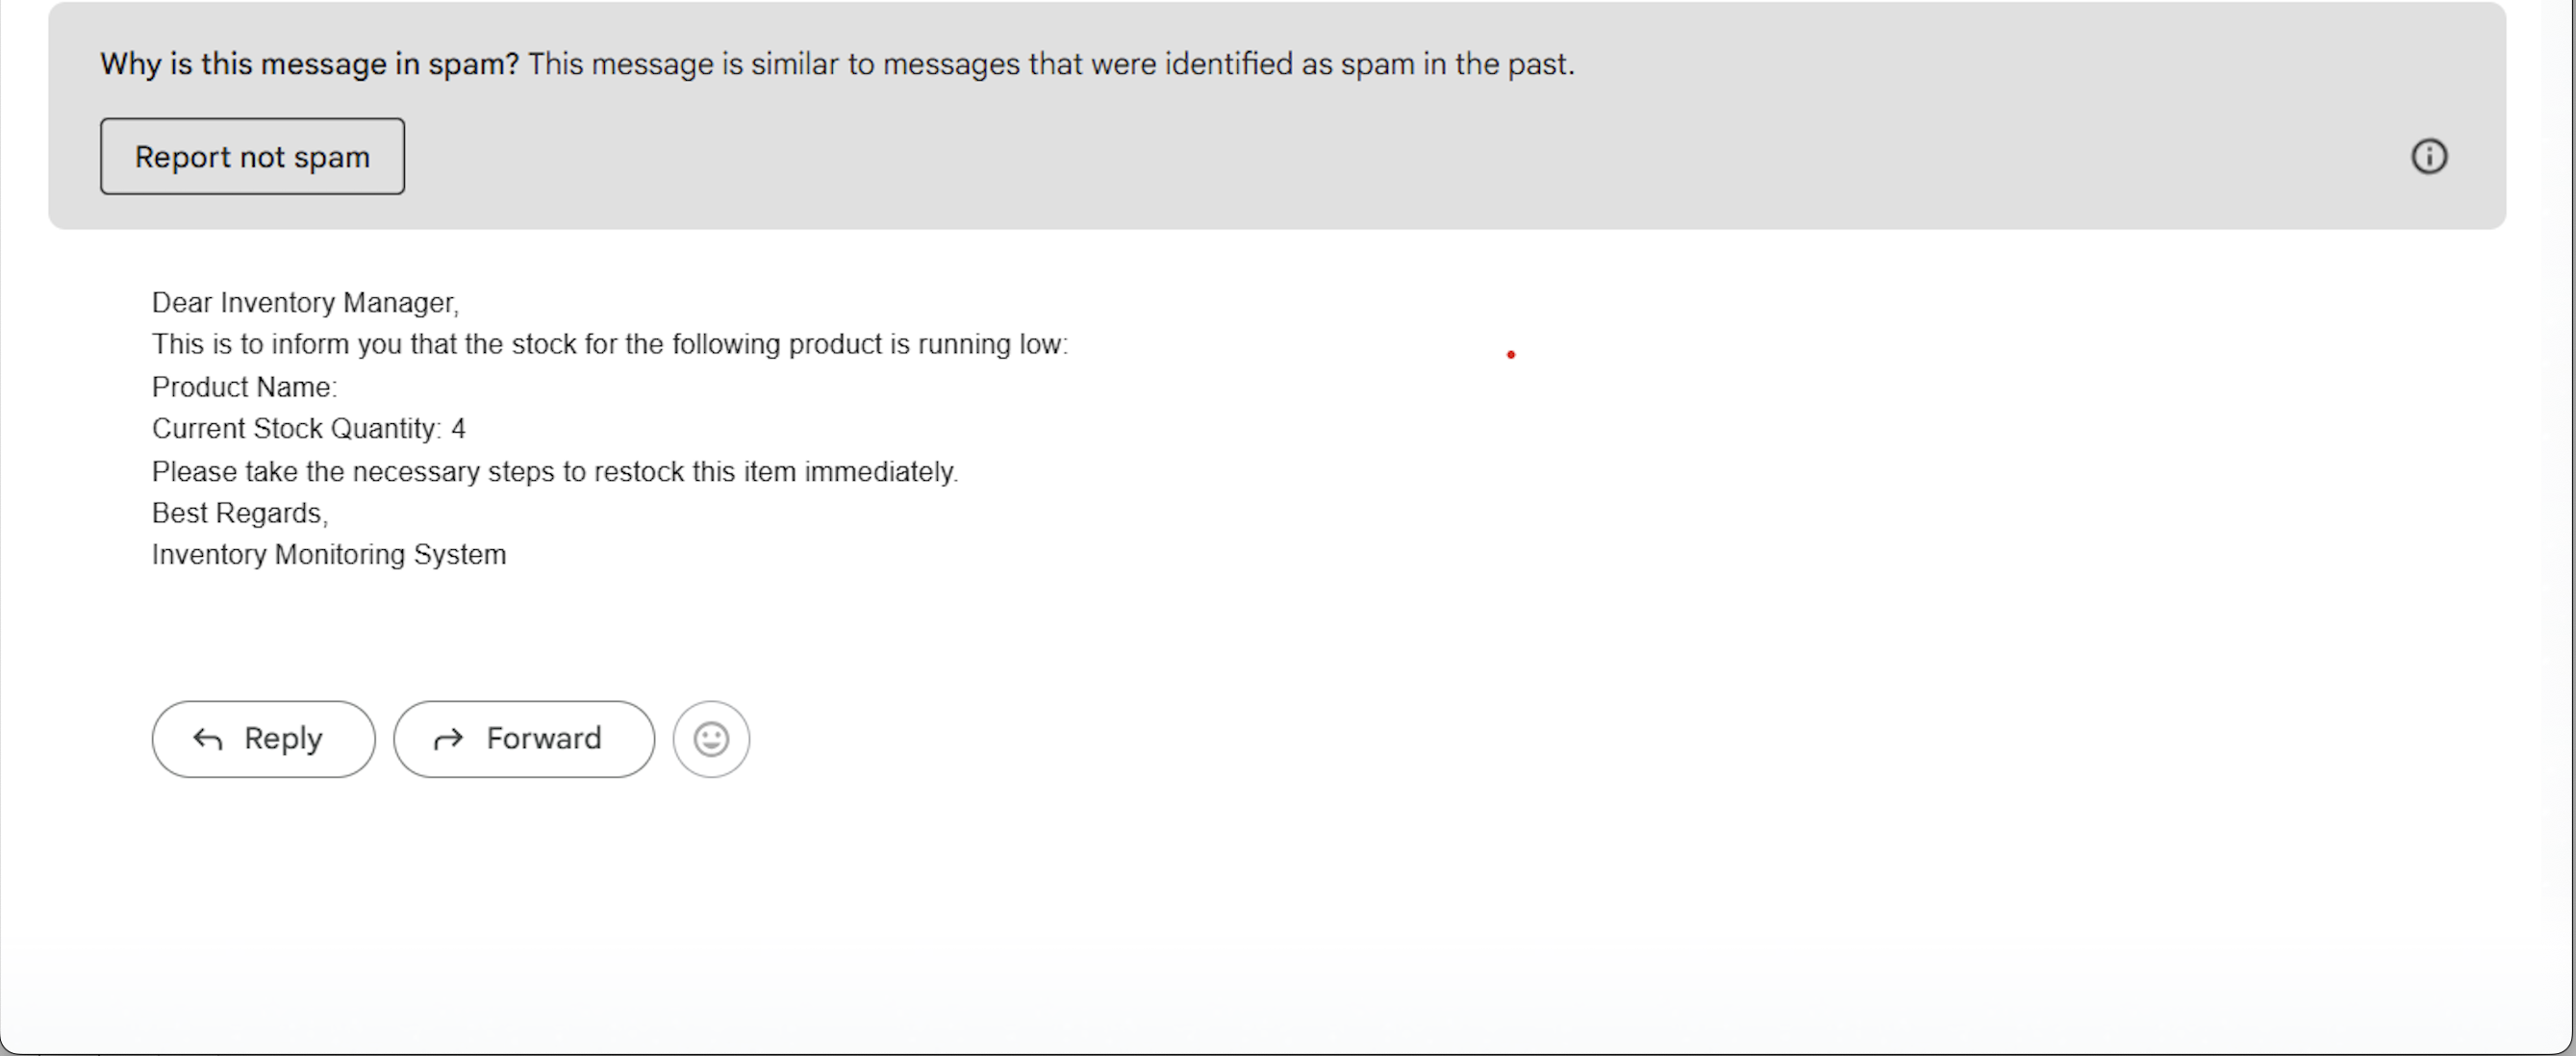 Why is this message in spam? This message is similar to messages that were identified as spam in the past.
Report not spam
Dear Inventory Manager,
This is to inform you that the stock for the following product is running low:
Product Name:
Current Stock Quantity: 4
Please take the necessary steps to restock this item immediately.
Best Regards,
Inventory Monitoring System
Reply Forward